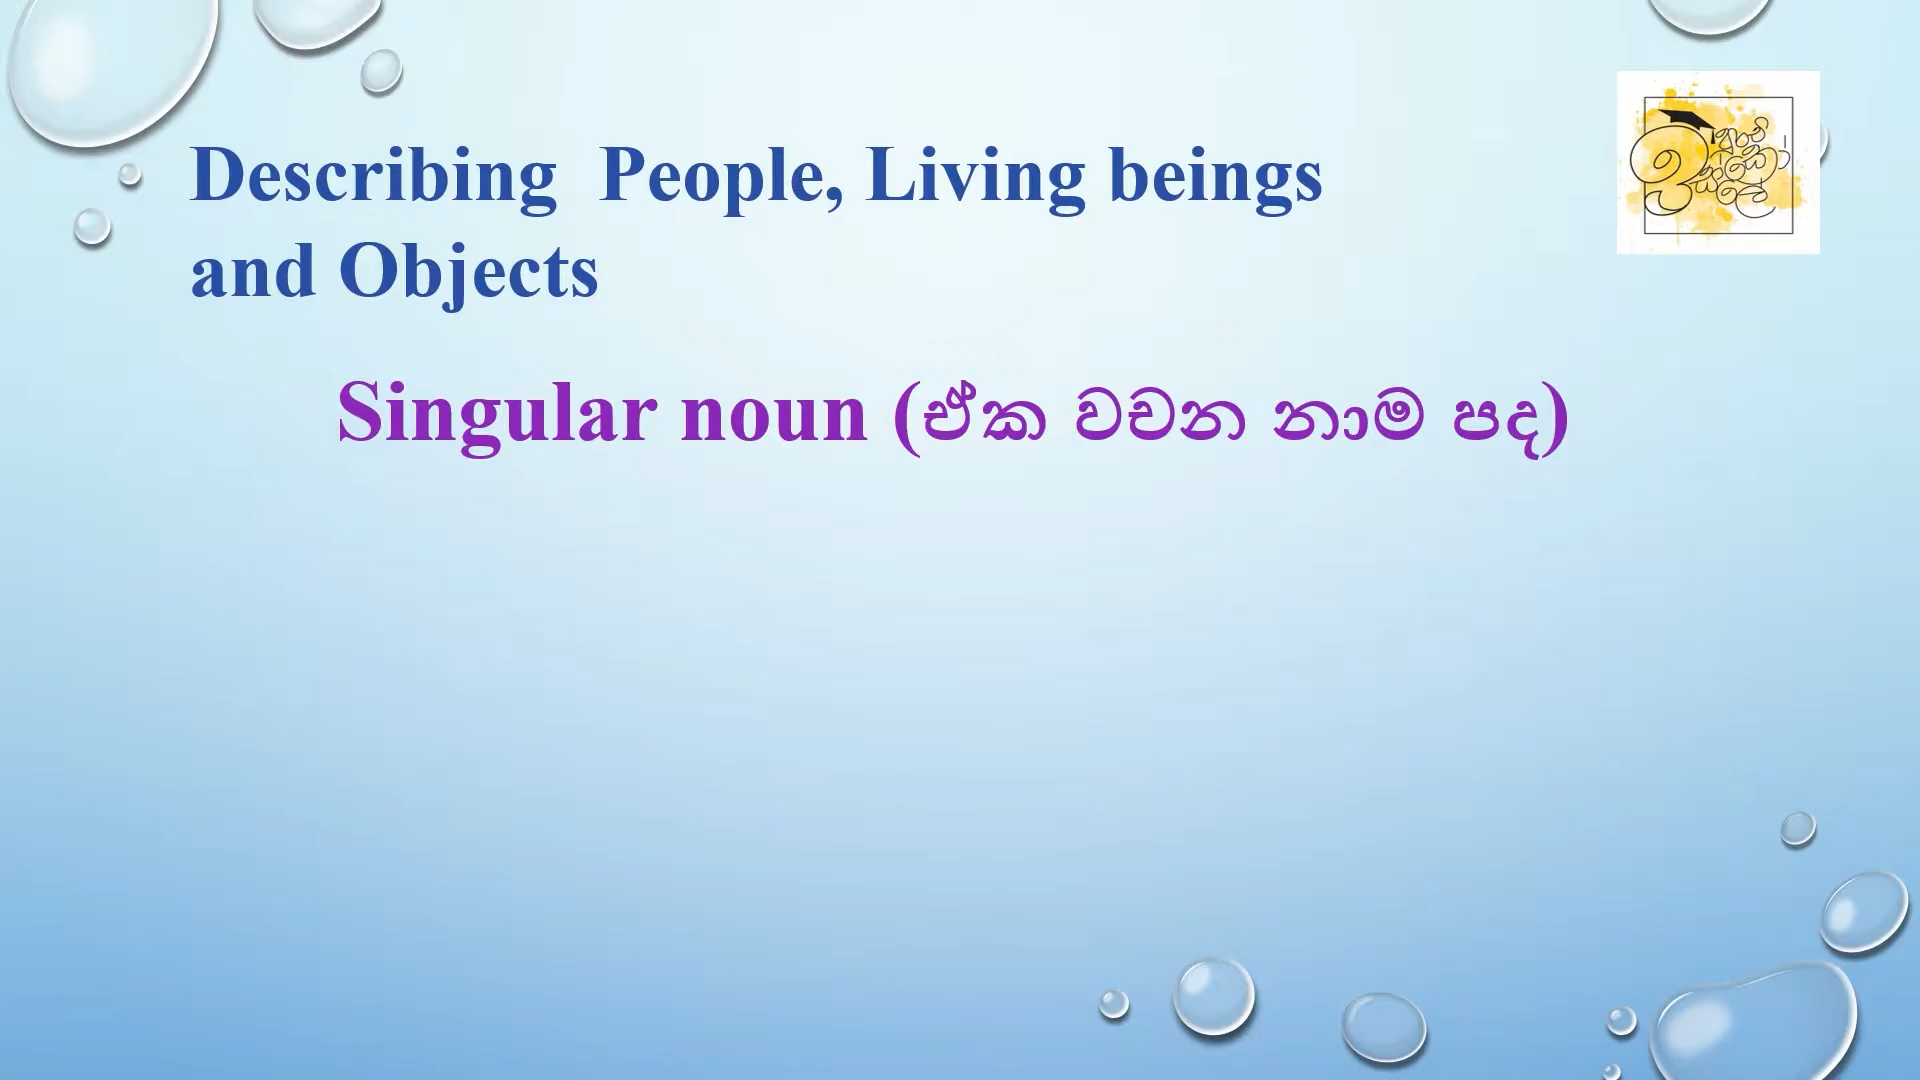 Describing People, Living beings
and Objects
Singular noun (ඒක වචන නාම පද)